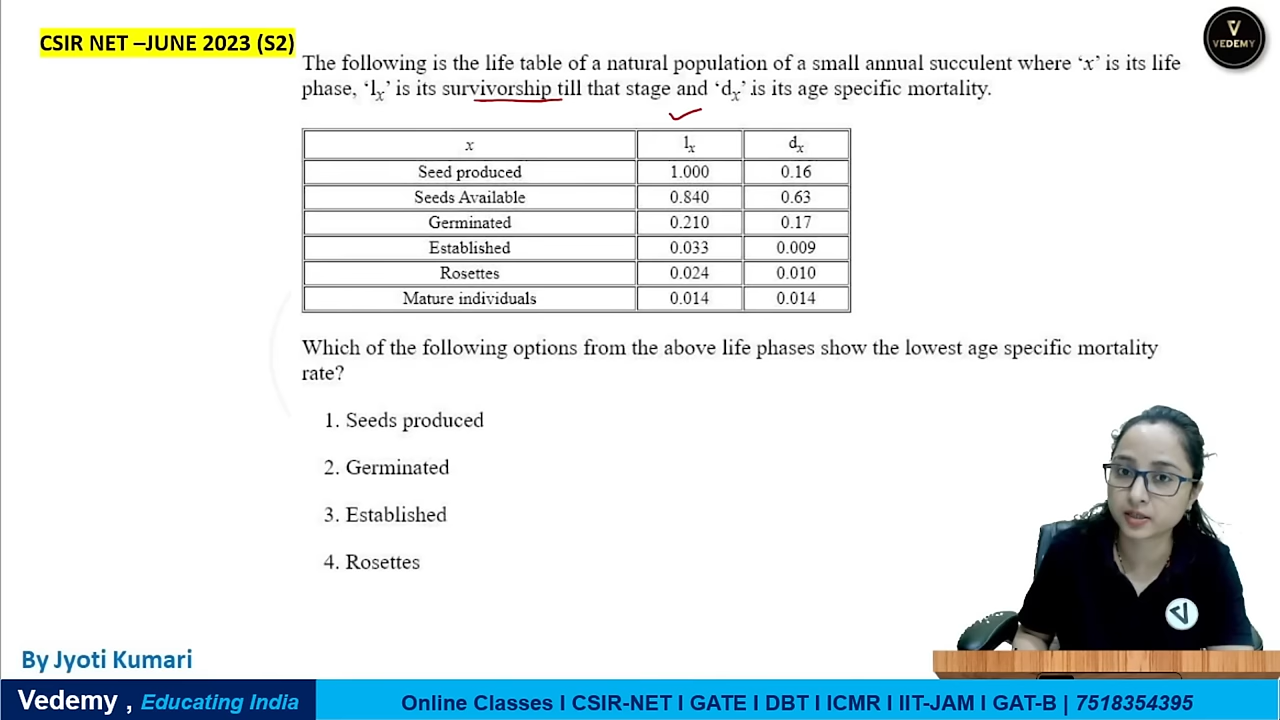 CSIR NET –JUNE 2023 (S2)
VEDEMY
The following is the life table of a natural population of a small annual succulent where ‘x’ is its life
phase, ‘lx’ is its survivorship till that stage and ‘dx’ is its age specific mortality.
x lx dx
Seed produced 1.000 0.16
Seeds Available 0.840 0.63
Germinated 0.210 0.17
Established 0.033 0.009
Rosettes 0.024 0.010
Mature individuals 0.014 0.014
Which of the following options from the above life phases show the lowest age specific mortality
rate?
1. Seeds produced
2. Germinated
3. Established
4. Rosettes
By Jyoti Kumari
Vedemy , Educating India
Online Classes I CSIR-NET I GATE I DBT I ICMR I IIT-JAM I GAT-B | 7518354395